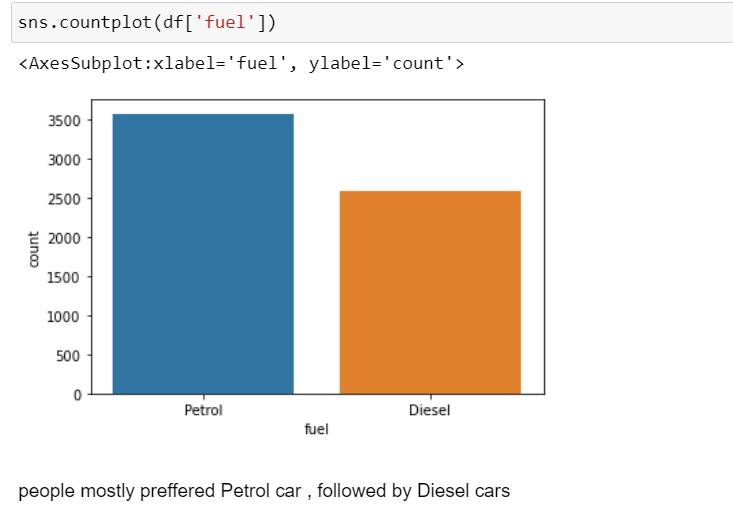 sns.countplot(df['fuel'])
<AxesSubplot:xlabel='fuel', ylabel='count'>
3500
3000
2500
2000
1500
1000
500
0
count
Petrol Diesel
fuel
people mostly preffered Petrol car , followed by Diesel cars